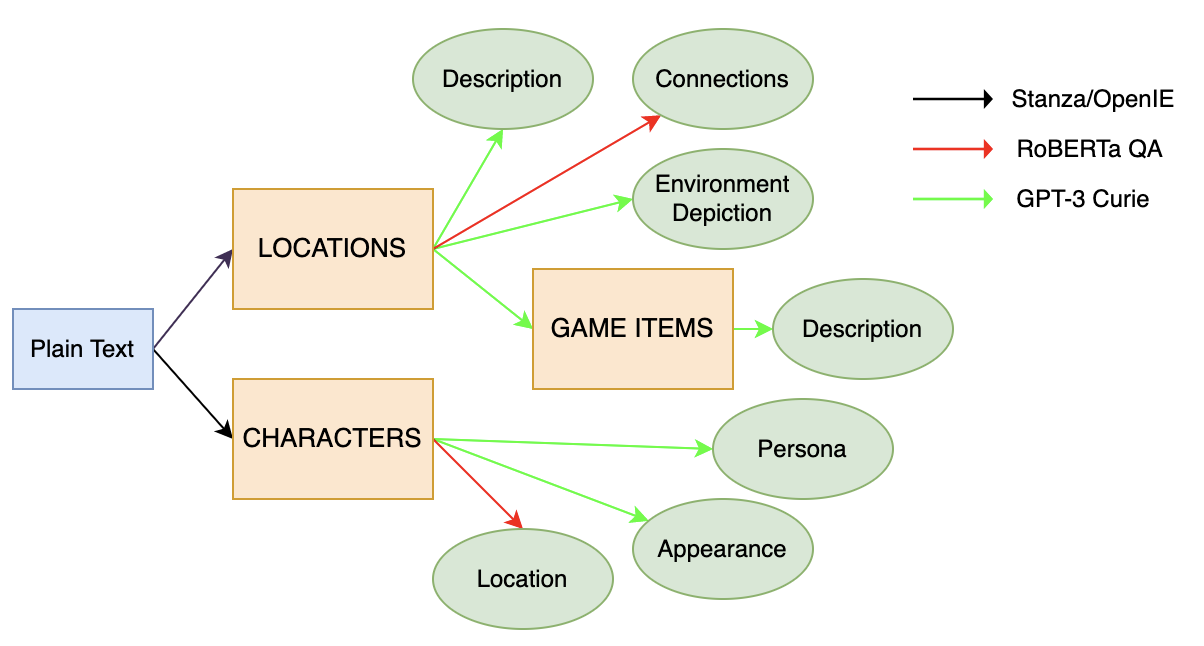 Description
Connections
Stanza/OpenIE
RoBERTa QA
GPT-3 Curie
Environment
Depiction
LOCATIONS
GAME ITEMS
Description
Plain Text
CHARACTERS
Persona
Appearance
Location